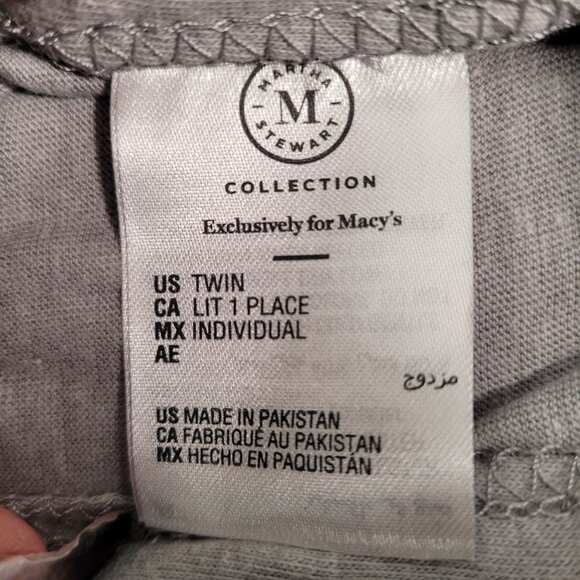 MARTHA
M
STEWART
COLLECTION
Exclusively for Macy's
US TWIN
CA LIT 1 PLACE
MX INDIVIDUAL
AE
مزدوج
US MADE IN PAKISTAN
CA FABRIQUÉ AU PAKISTAN
MX HECHO EN PAQUISTÁN